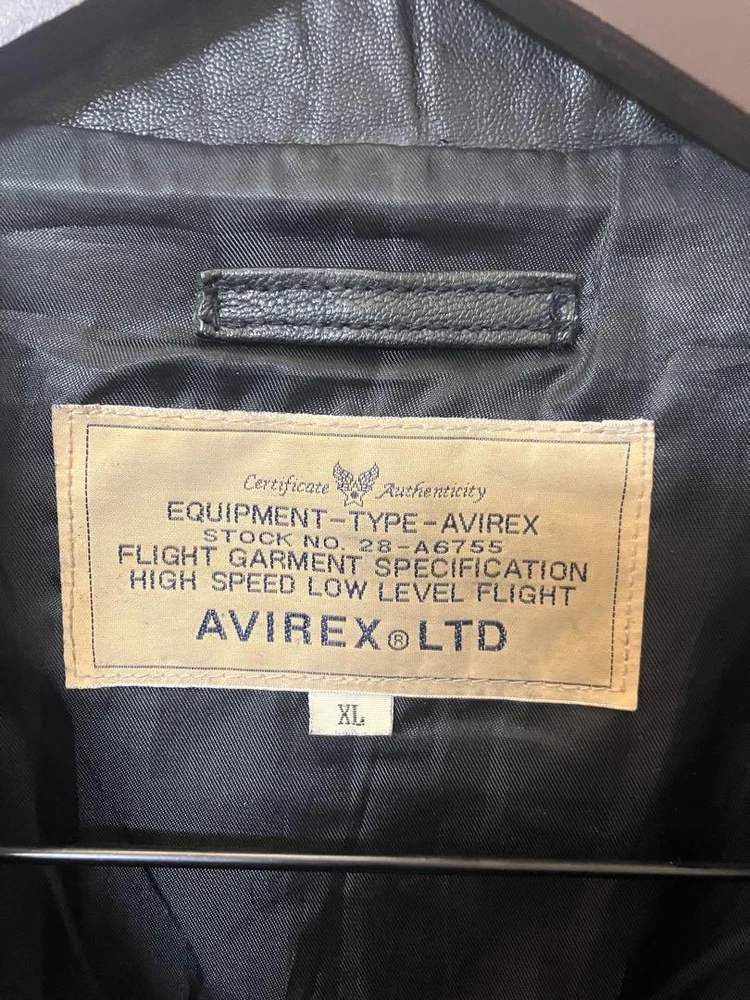 Certificate Authenticity
EQUIPMENT-TYPE-AVIREX
STOCK NO. 28-A6755
FLIGHT GARMENT SPECIFICATION
HIGH SPEED LOW LEVEL FLIGHT
AVIREX® LTD
XL